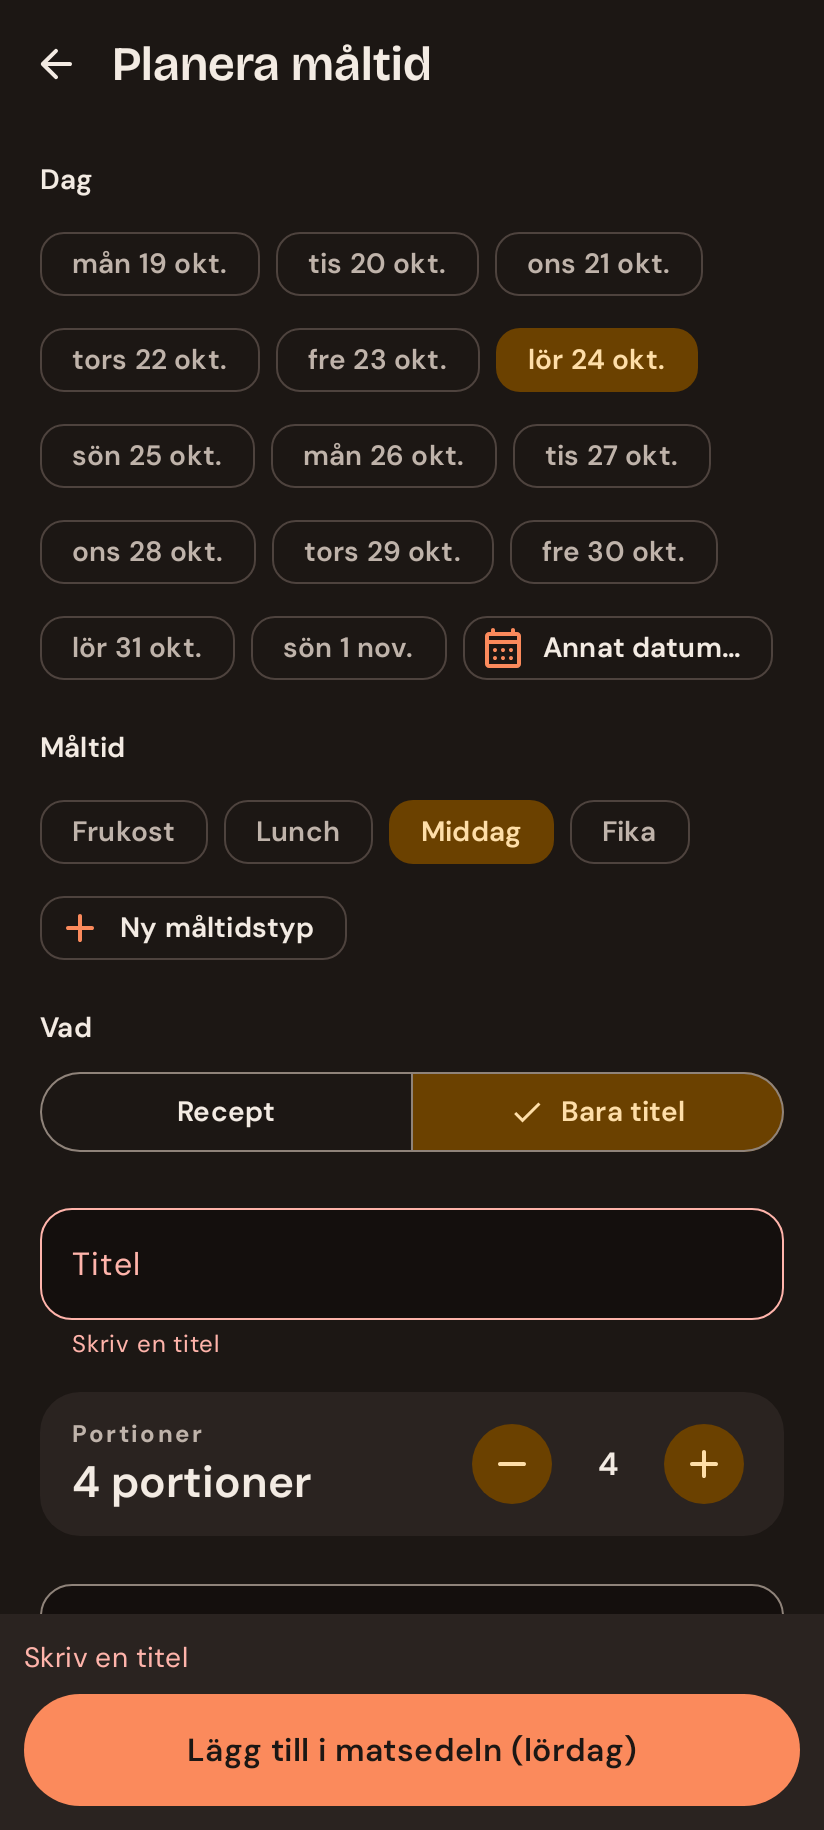 Planera måltid
Dag
mån 19 okt. tis 20 okt. ons 21 okt.
tors 22 okt. fre 23 okt. lör 24 okt.
sön 25 okt. mån 26 okt. tis 27 okt.
ons 28 okt. tors 29 okt. fre 30 okt.
lör 31 okt. sön 1 nov. Annat datum...
Måltid
Frukost Lunch Middag Fika
Ny måltidstyp
Vad
Recept Bara titel
Titel
Skriv en titel
Portioner
4 portioner 4
Skriv en titel
Lägg till i matsedeln (lördag)